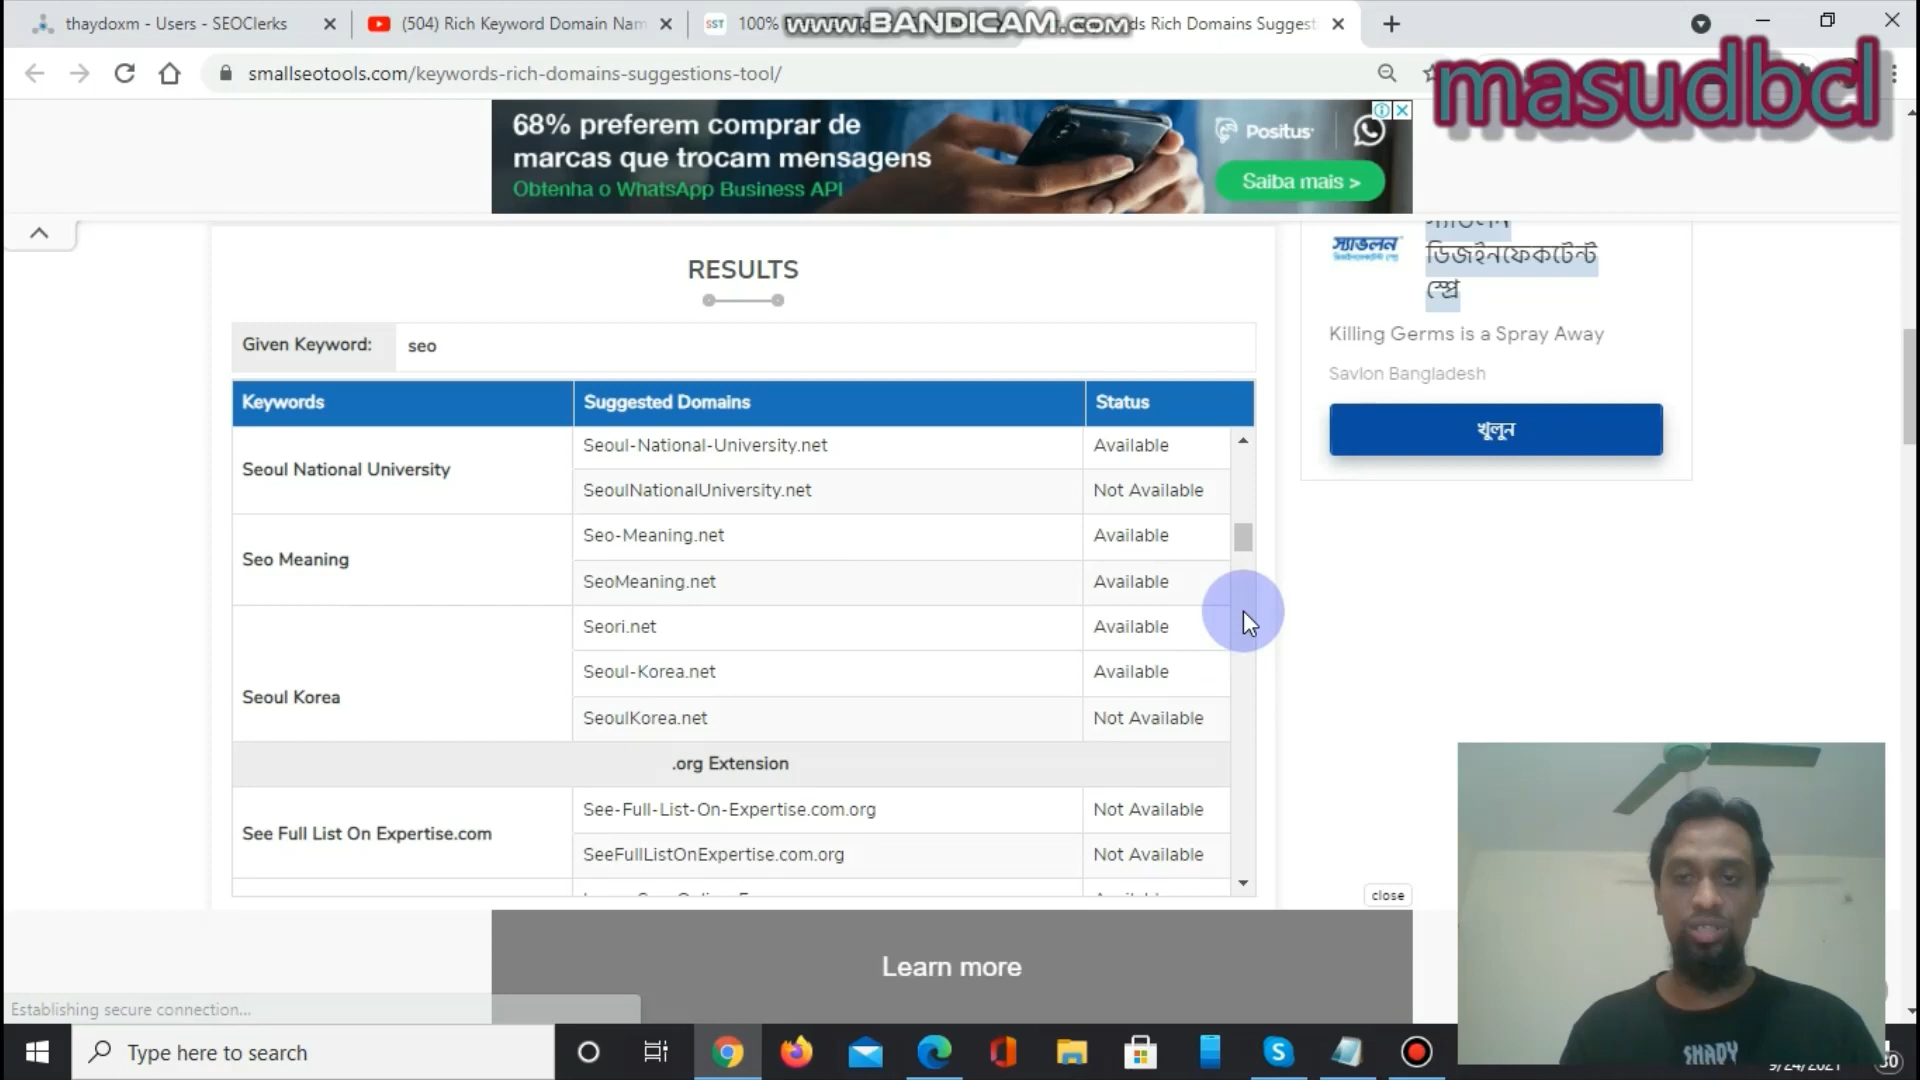 thaydoxm - Users - SEOClerks
(504) Rich Keyword Domain Nam
SST
100%
www.BANDICAM.com
ds Rich Domains Suggest
smallseotools.com/keywords-rich-domains-suggestions-tool/
masudbcl
68% preferem comprar de
marcas que trocam mensagens
Obtenha o WhatsApp Business API
Positus
Saiba mais >
স্যাভলন
ডিজইনফেকটেন্ট
স্প্রে
Killing Germs is a Spray Away
Savlon Bangladesh
খুলুন
RESULTS
Given Keyword: seo
Keywords Suggested Domains Status
Seoul National University
Seoul-National-University.net Available
SeoulNationalUniversity.net Not Available
Seo Meaning
Seo-Meaning.net Available
SeoMeaning.net Available
Seoul Korea
Seori.net Available
Seoul-Korea.net Available
SeoulKorea.net Not Available
.org Extension
See Full List On Expertise.com
See-Full-List-On-Expertise.com.org Not Available
SeeFullListOnExpertise.com.org Not Available
close
Learn more
Establishing secure connection...
Type here to search
SHADY
9/24/2021
30